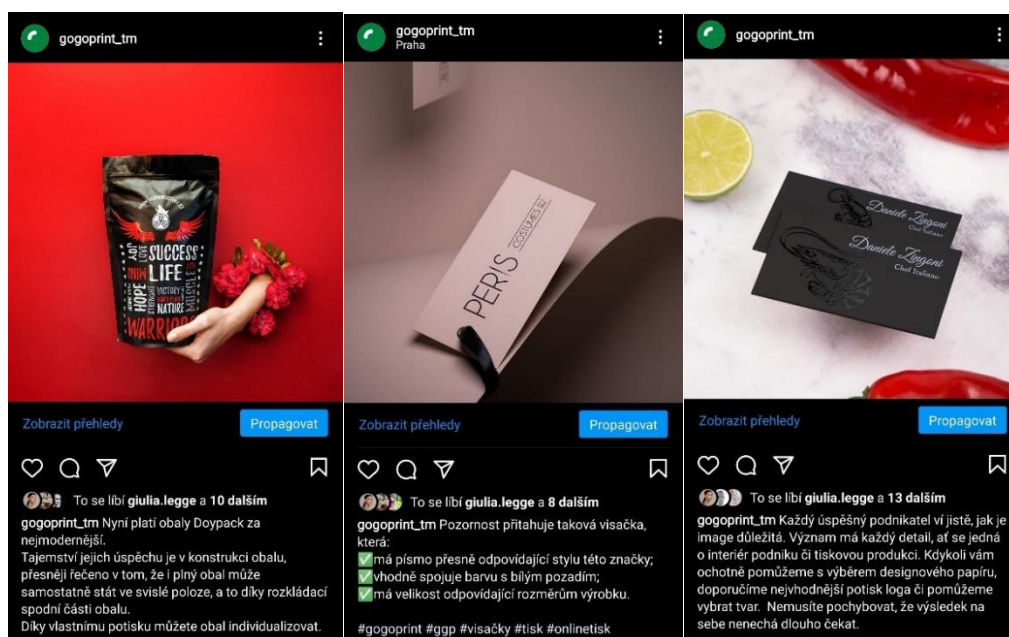 gogoprint_tm
SUCCESS
LIFE
JOY
LOVE
MIND
HOPE
VICTORY
NATURE
MUSCLES
WARRIORS
Zobrazit přehledy
Propagovat
To se líbí giulia.legge a 10 dalším
gogoprint_tm Nyní platí obaly Doypack za
nejmodernější.
Tajemství jejich úspěchu je v konstrukci obalu,
přesněji řečeno v tom, že i plný obal může
samostatně stát ve svislé poloze, a to díky rozkládací
spodní části obalu.
Díky vlastnímu potisku můžete obal individualizovat.
gogoprint_tm
Praha
PERIS
COSTUMES
Zobrazit přehledy
Propagovat
To se líbí giulia.legge a 8 dalším
gogoprint_tm Pozornost přitahuje taková visačka,
která:
✅má písmo přesně odpovídající stylu této značky;
✅vhodně spojuje barvu s bílým pozadím;
✅má velikost odpovídající rozměrům výrobku.
#gogoprint #ggp #visačky #tisk #onlinetisk
gogoprint_tm
Daniele Zingoni
Chef Italiano
Daniele Zingoni
Chef Italiano
Zobrazit přehledy
Propagovat
To se líbí giulia.legge a 13 dalším
gogoprint_tm Každý úspěšný podnikatel ví jistě, jak je
image důležitá. Význam má každý detail, ať se jedná
o interiér podniku či tiskovou produkci. Kdykoli vám
ochotně pomůžeme s výběrem designového papíru,
doporučíme nejvhodnější potisk loga či pomůžeme
vybrat tvar. Nemusíte pochybovat, že výsledek na
sebe nenechá dlouho čekat.